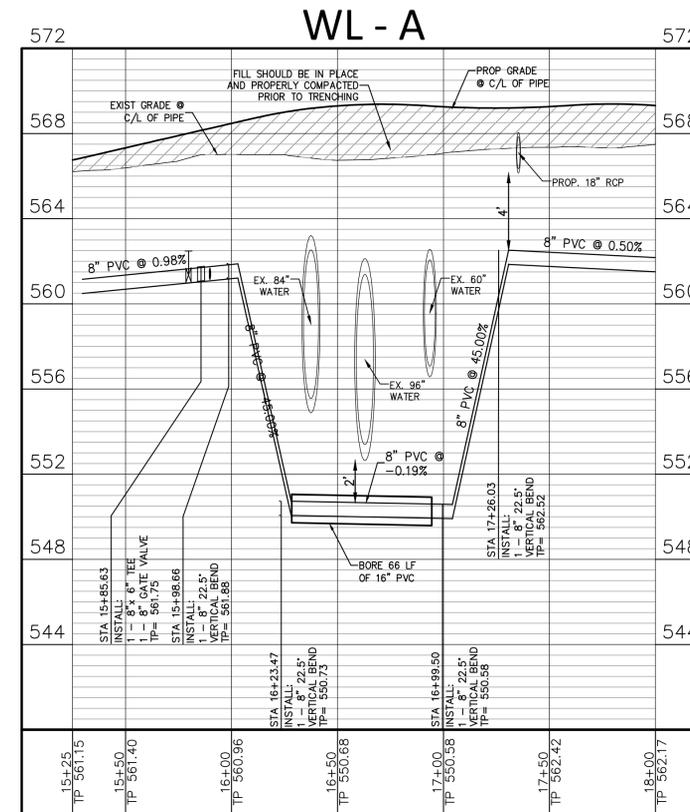 WL - A
572
572
568
568
564
564
560
560
556
556
552
552
548
548
544
544
FILL SHOULD BE IN PLACE
AND PROPERLY COMPACTED
PRIOR TO TRENCHING
PROP GRADE
@ C/L OF PIPE
EXIST GRADE @
C/L OF PIPE
PROP. 18" RCP
4'
8" PVC @ 0.98%
8" PVC @ 0.50%
EX. 84"
WATER
EX. 60"
WATER
EX. 96"
WATER
8" PVC @ 45.00%
8" PVC @ 45.00%
8" PVC @
-0.19%
2'
BORE 66 LF
OF 16" PVC
STA 15+85.63
INSTALL:
1 - 8"x 6" TEE
1 - 8" GATE VALVE
TP= 561.75
STA 15+98.66
INSTALL:
1 - 8" 22.5°
VERTICAL BEND
TP= 561.88
STA 16+23.47
INSTALL:
1 - 8" 22.5°
VERTICAL BEND
TP= 550.73
STA 16+99.50
INSTALL:
1 - 8" 22.5°
VERTICAL BEND
TP= 550.58
STA 17+26.03
INSTALL:
1 - 8" 22.5°
VERTICAL BEND
TP= 562.52
15+25
TP 561.15
15+50
TP 561.40
16+00
TP 560.96
16+50
TP 550.68
17+00
TP 550.58
17+50
TP 562.42
18+00
TP 562.17